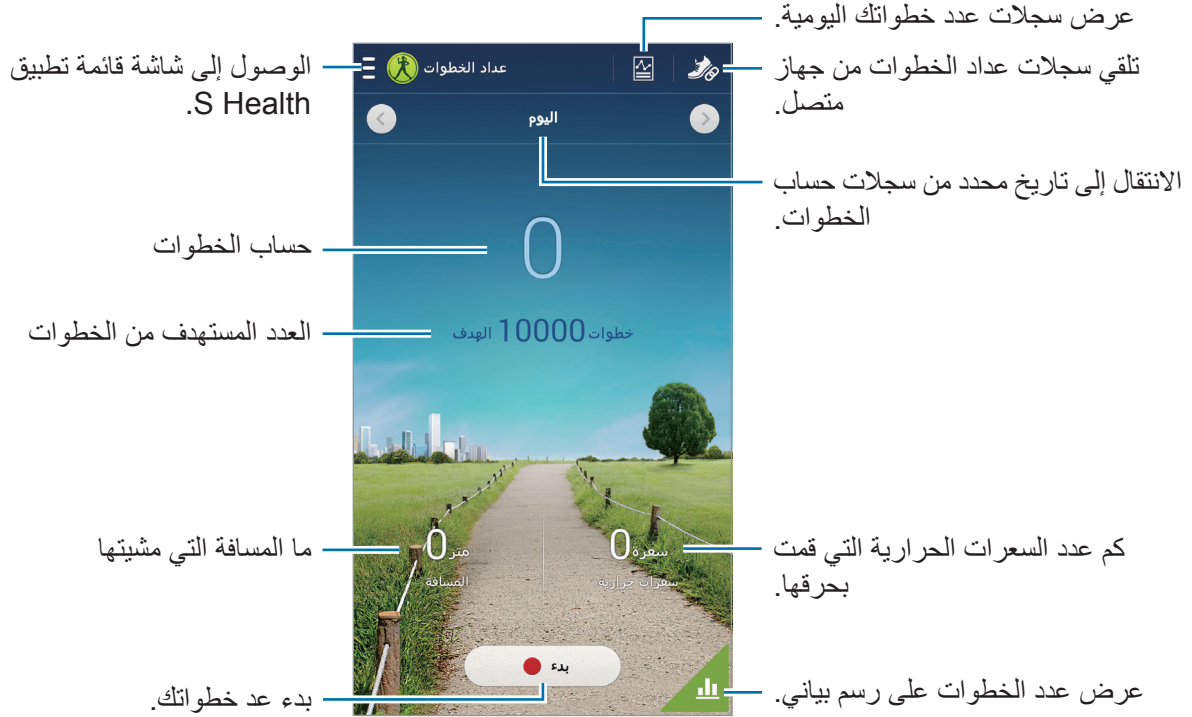 عرض سجلات عدد خطواتك اليومية.
تلقي سجلات عداد الخطوات من جهاز
متصل.
الانتقال إلى تاريخ محدد من سجلات حساب
الخطوات.
كم عدد السعرات الحرارية التي قمت
بحرقها.
عرض عدد الخطوات على رسم بياني.
عداد الخطوات
اليوم
0
خطوات 10000 الهدف
سعرة 0
سعرات حرارية
متر 0
المسافة
بدء
الوصول إلى شاشة قائمة تطبيق
S Health.
حساب الخطوات
العدد المستهدف من الخطوات
ما المسافة التي مشيتها
بدء عد خطواتك.